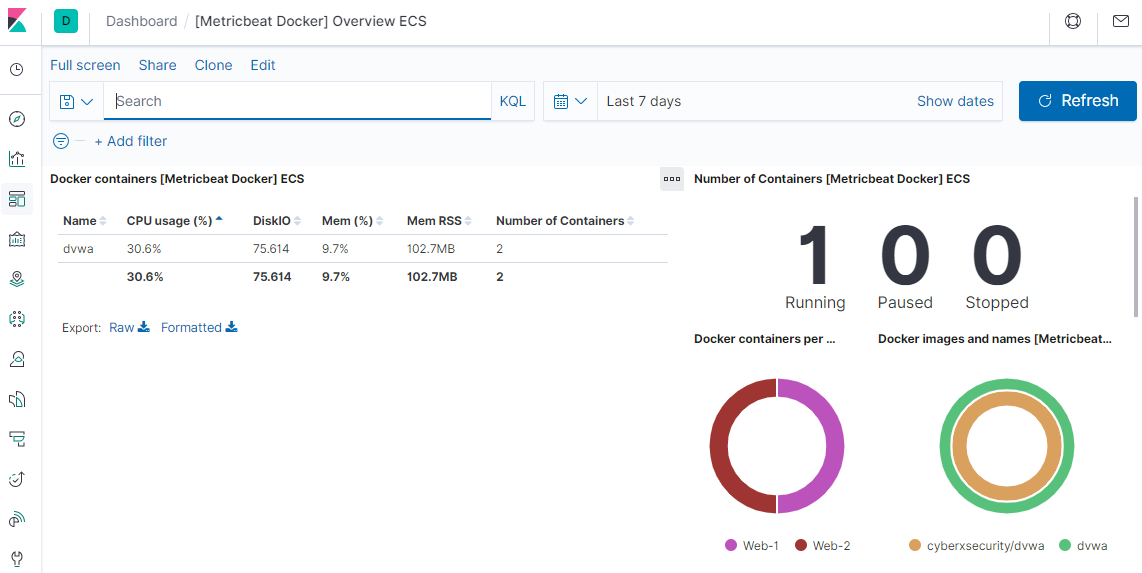 D Dashboard / [Metricbeat Docker] Overview ECS
Full screen Share Clone Edit
Search KQL Last 7 days Show dates Refresh
+ Add filter
Docker containers [Metricbeat Docker] ECS
Name CPU usage (%) DiskIO Mem (%) Mem RSS Number of Containers
dvwa 30.6% 75.614 9.7% 102.7MB 2
30.6% 75.614 9.7% 102.7MB 2
Export: Raw Formatted
Number of Containers [Metricbeat Docker] ECS
1 0 0
Running Paused Stopped
Docker containers per ...
Web-1 Web-2
Docker images and names [Metricbeat...
cyberxsecurity/dvwa dvwa